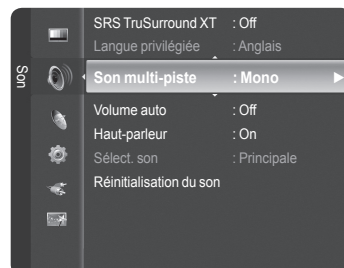 Son
SRS TruSurround XT : Off
Langue privilégiée : Anglais
Son multi-piste : Mono
Volume auto : Off
Haut-parleur : On
Sélect. son : Principale
Réinitialisation du son